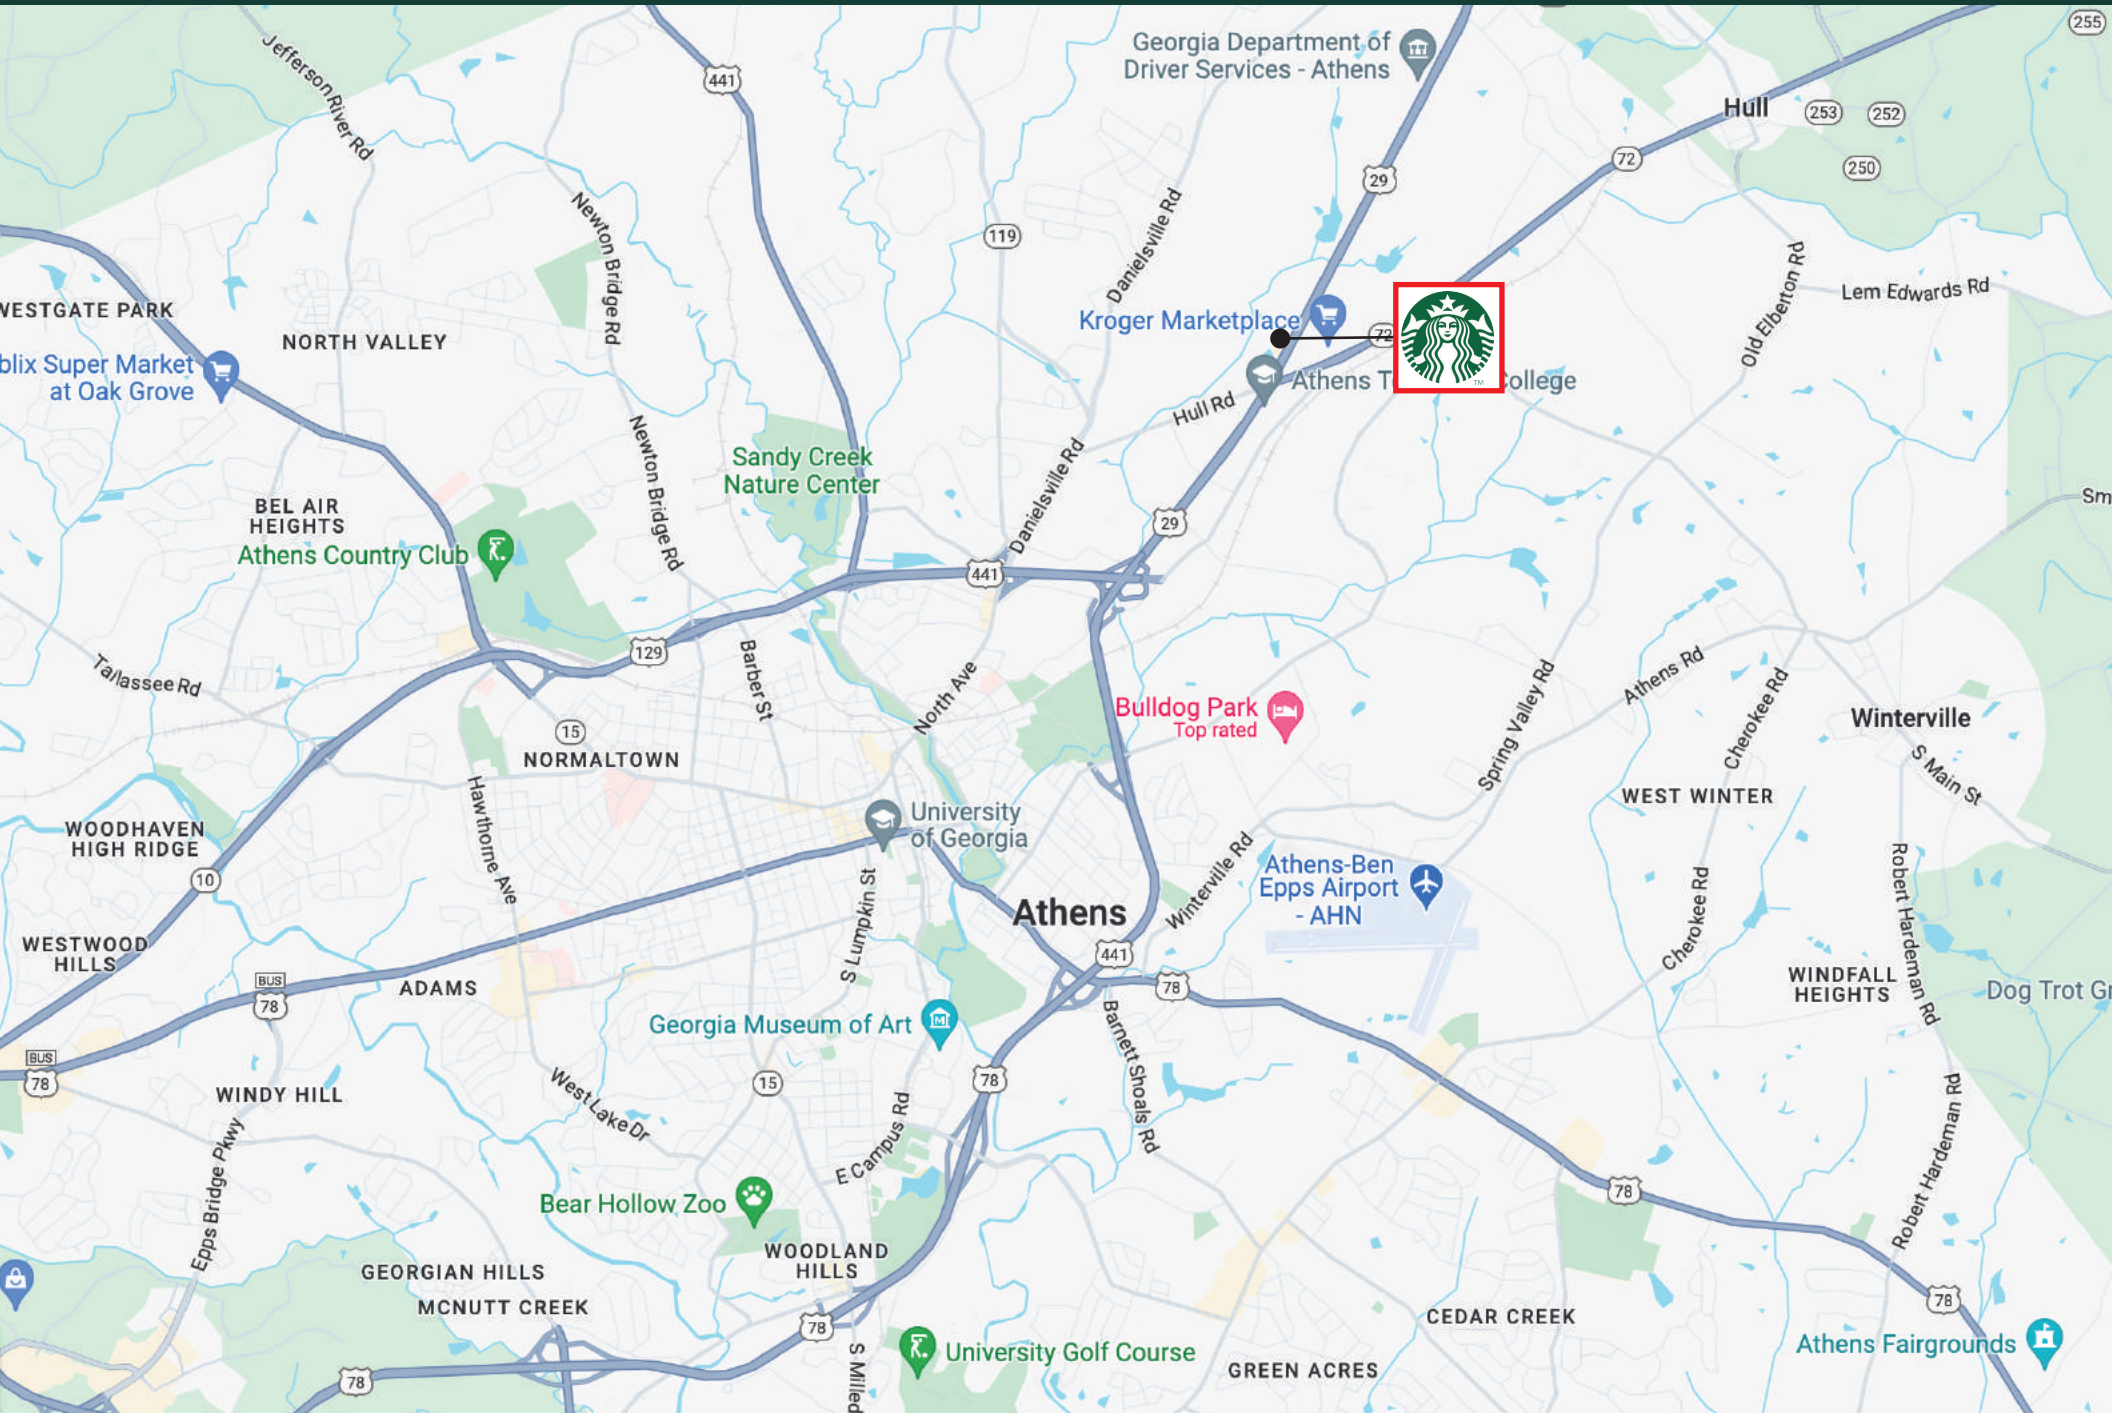 255
Georgia Department of
Driver Services - Athens
Jefferson River Rd
441
Hull
253
252
72
250
29
Newton Bridge Rd
Danielsville Rd
119
Old Elberton Rd
Lem Edwards Rd
WESTGATE PARK
NORTH VALLEY
Kroger Marketplace
72
TM
blix Super Market
at Oak Grove
Athens T
College
Hull Rd
Newton Bridge Rd
Sandy Creek
Nature Center
Danielsville Rd
BEL AIR
HEIGHTS
Athens Country Club
29
Sm
441
129
Tallassee Rd
Barber St
North Ave
Bulldog Park
Top rated
Spring Valley Rd
Athens Rd
Cherokee Rd
Winterville
S Main St
15
NORMALTOWN
Hawthorne Ave
WEST WINTER
University
of Georgia
WOODHAVEN
HIGH RIDGE
10
Winterville Rd
Athens-Ben
Epps Airport
- AHN
Robert Hardeman Rd
S Lumpkin St
Athens
Cherokee Rd
WESTWOOD
HILLS
441
BUS
78
ADAMS
78
WINDFALL
HEIGHTS
Dog Trot Gr
Georgia Museum of Art
Barnett Shoals Rd
BUS
78
WINDY HILL
West Lake Dr
15
78
E Campus Rd
Robert Hardeman Rd
Epps Bridge Pkwy
Bear Hollow Zoo
78
WOODLAND
HILLS
GEORGIAN HILLS
MCNUTT CREEK
78
78
CEDAR CREEK
Athens Fairgrounds
University Golf Course
S Milled
GREEN ACRES
78